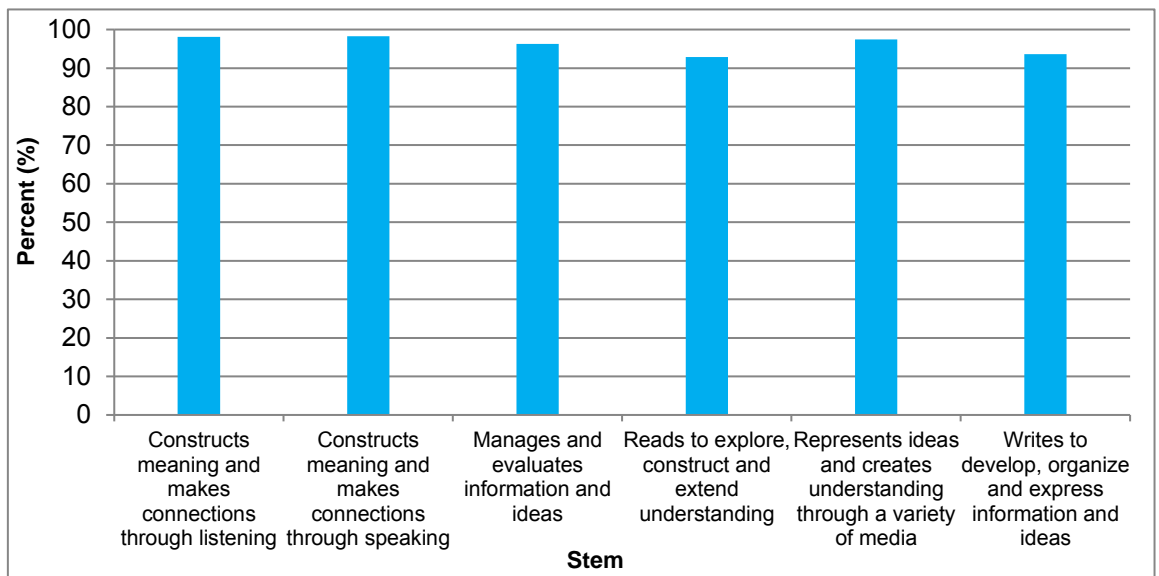 Percent (%)
100
90
80
70
60
50
40
30
20
10
0
Constructs
meaning and
makes
connections
through listening
Constructs
meaning and
makes
connections
through speaking
Manages and
evaluates
information and
ideas
Reads to explore,
construct and
extend
understanding
Represents ideas
and creates
understanding
through a variety
of media
Writes to
develop, organize
and express
information and
ideas
Stem